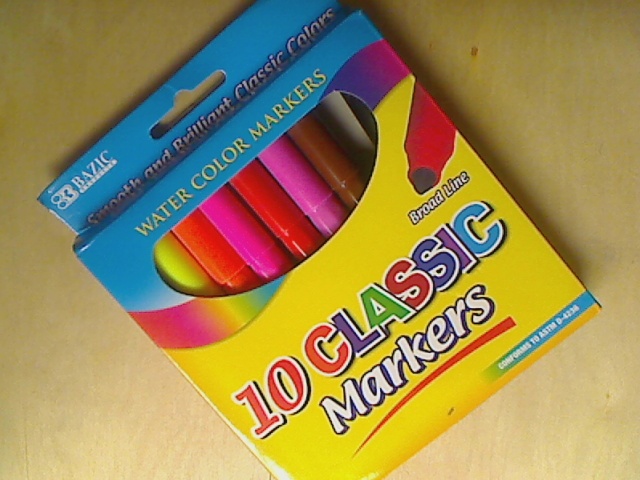 BAZIC
Smooth and Brilliant Classic Colors
WATER COLOR MARKERS
Broad Line
10 CLASSIC
Markers
CONFORMS TO ASTM D-4236